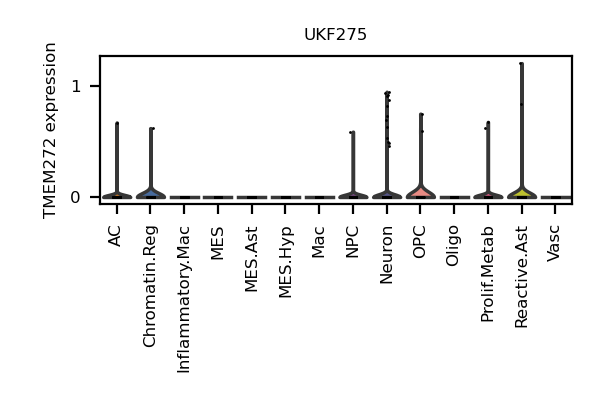 UKF275
TMEM272 expression
1
0
AC
Chromatin.Reg
Inflammatory.Mac
MES
MES.Ast
MES.Hyp
Mac
NPC
Neuron
OPC
Oligo
Prolif.Metab
Reactive.Ast
Vasc